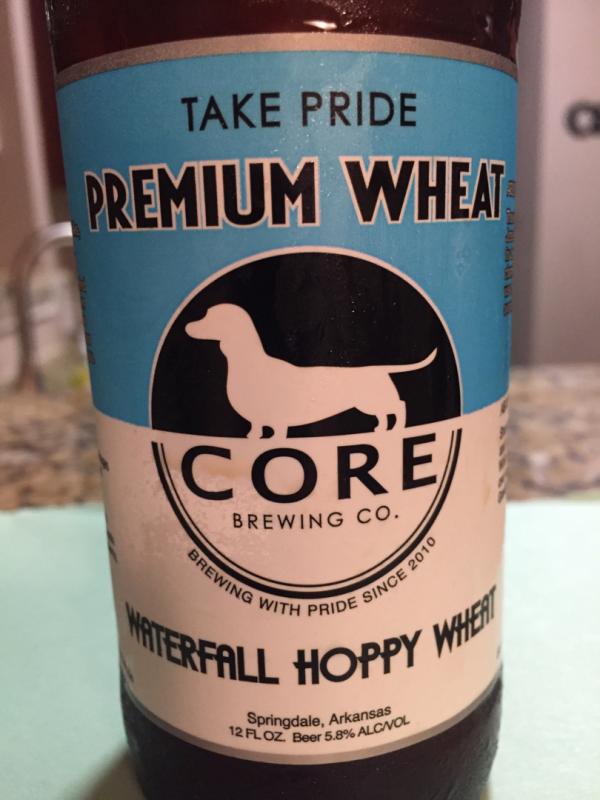 TAKE PRIDE
PREMIUM WHEAT
CORE
BREWING CO.
BREWING WITH PRIDE SINCE 2010
WATERFALL HOPPY WHEAT
Springdale, Arkansas
12 FL OZ. Beer 5.8% ALC/VOL